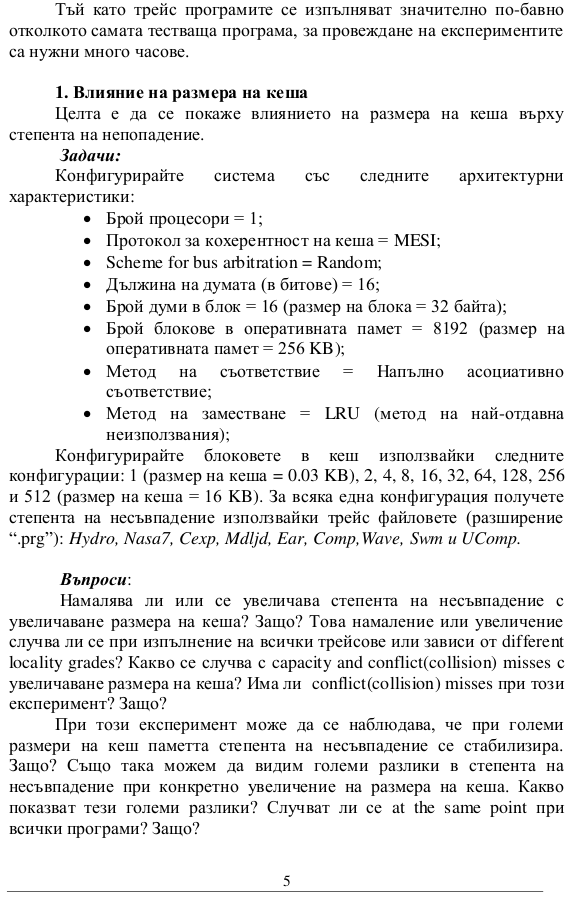 Тъй като трейс програмите се изпълняват значително по-бавно
отколкото самата тестваща програма, за провеждане на експериментите
са нужни много часове.
1. Влияние на размера на кеша
Целта е да се покаже влиянието на размера на кеша върху
степента на непопадение.
Задачи:
Конфигурирайте система със следните архитектурни
характеристики:
• Брой процесори = 1;
• Протокол за кохерентност на кеша = MESI;
• Scheme for bus arbitration = Random;
• Дължина на думата (в битове) = 16;
• Брой думи в блок = 16 (размер на блока = 32 байта);
• Брой блокове в оперативната памет = 8192 (размер на
оперативната памет = 256 KB);
• Метод на съответствие = Напълно асоциативно
съответствие;
• Метод на заместване = LRU (метод на най-отдавна
неизползвания);
Конфигурирайте блоковете в кеш използвайки следните
конфигурации: 1 (размер на кеша = 0.03 KB), 2, 4, 8, 16, 32, 64, 128, 256
и 512 (размер на кеша = 16 KB). За всяка една конфигурация получете
степента на несъвпадение използвайки трейс файловете (разширение
“.prg”): Hydro, Nasa7, Cexp, Mdljd, Ear, Comp,Wave, Swm и UComp.
Въпроси:
Намалява ли или се увеличава степента на несъвпадение с
увеличаване размера на кеша? Защо? Това намаление или увеличение
случва ли се при изпълнение на всички трейсове или зависи от different
locality grades? Какво се случва с capacity and conflict(collision) misses с
увеличаване размера на кеша? Има ли conflict(collision) misses при този
експеримент? Защо?
При този експеримент може да се наблюдава, че при големи
размери на кеш паметта степента на несъвпадение се стабилизира.
Защо? Също така можем да видим големи разлики в степента на
несъвпадение при конкретно увеличение на размера на кеша. Какво
показват тези големи разлики? Случват ли се at the same point при
всички програми? Защо?
5